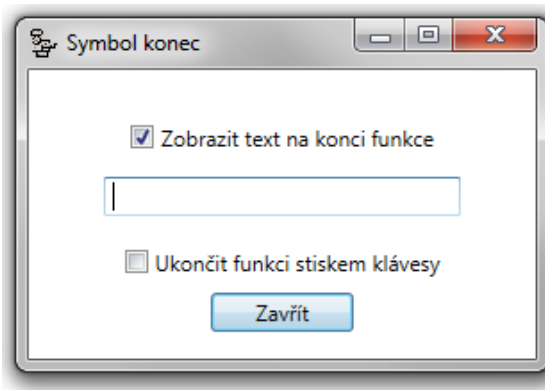 Symbol konec
Zobrazit text na konci funkce
Ukončit funkci stiskem klávesy
Zavřít